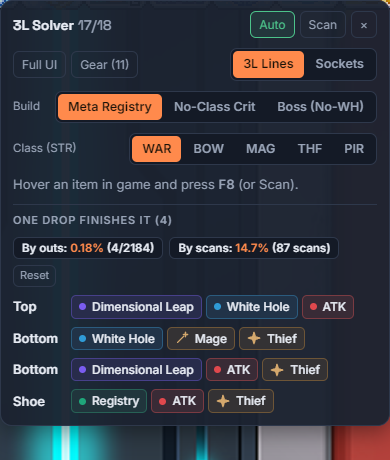 3L Solver 17/18 Auto Scan ×
Full UI Gear (11) 3L Lines Sockets
Build Meta Registry No-Class Crit Boss (No-WH)
Class (STR) WAR BOW MAG THF PIR
Hover an item in game and press F8 (or Scan).
ONE DROP FINISHES IT (4)
By outs: 0.18% (4/2184) By scans: 14.7% (87 scans)
Reset
Top Dimensional Leap White Hole ATK
Bottom White Hole Mage Thief
Bottom Dimensional Leap ATK Thief
Shoe Registry ATK Thief